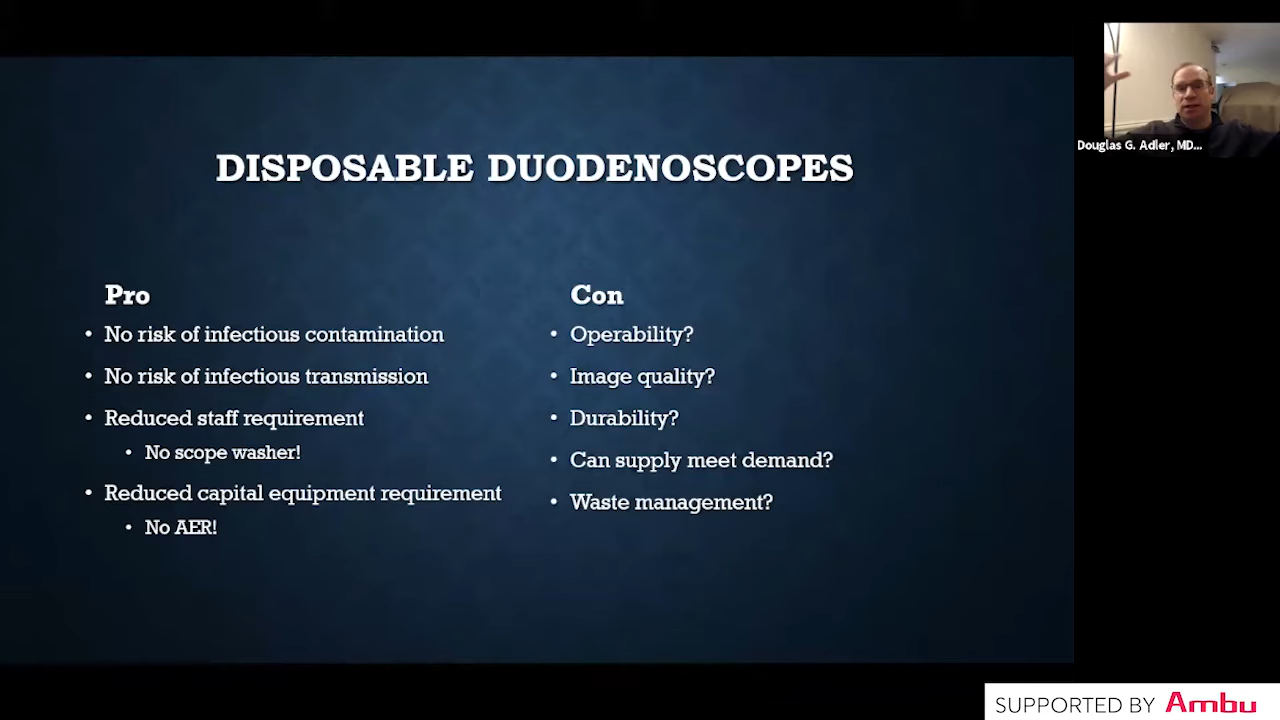 DISPOSABLE DUODENOSCOPES
Pro
• No risk of infectious contamination
• No risk of infectious transmission
• Reduced staff requirement
• No scope washer!
• Reduced capital equipment requirement
• No AER!
Con
• Operability?
• Image quality?
• Durability?
• Can supply meet demand?
• Waste management?
Douglas G. Adler, MD...
SUPPORTED BY Ambu